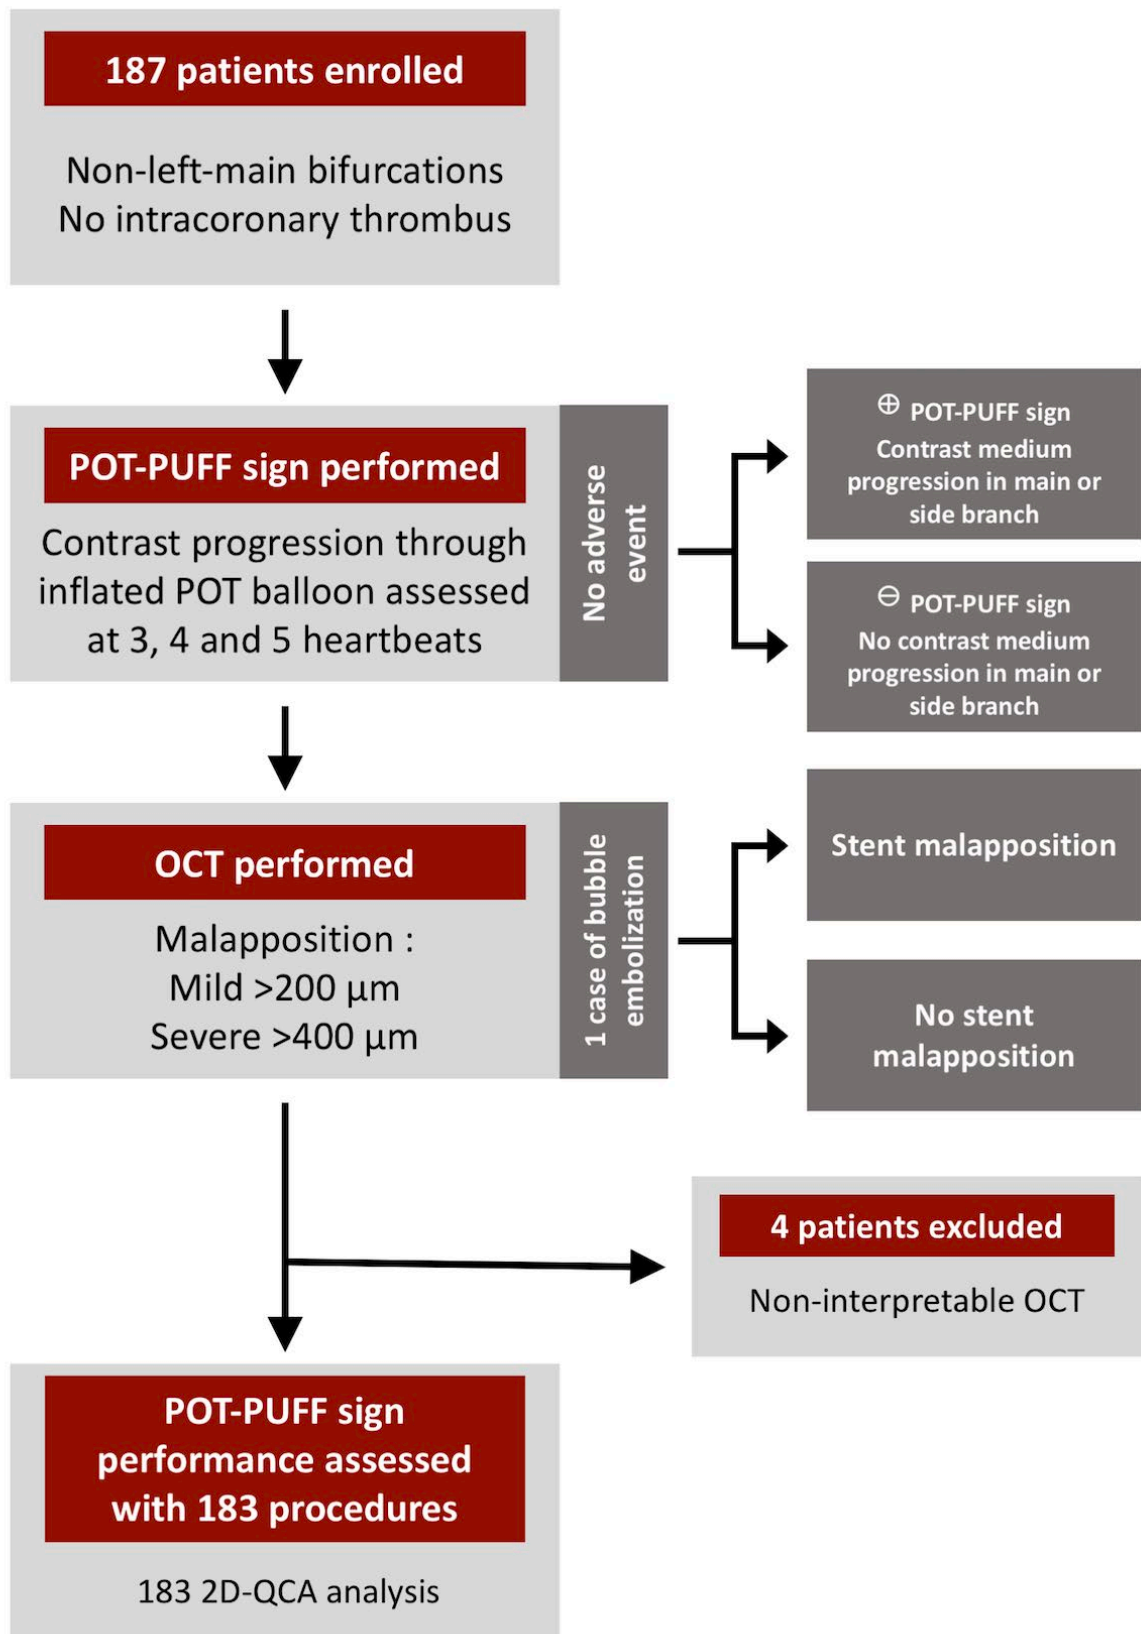 187 patients enrolled
Non-left-main bifurcations
No intracoronary thrombus
POT-PUFF sign performed
Contrast progression through
inflated POT balloon assessed
at 3, 4 and 5 heartbeats
No adverse
event
⊕ POT-PUFF sign
Contrast medium
progression in main or
side branch
⊖ POT-PUFF sign
No contrast medium
progression in main or
side branch
OCT performed
Malapposition :
Mild >200 µm
Severe >400 µm
1 case of bubble
embolization
Stent malapposition
No stent
malapposition
4 patients excluded
Non-interpretable OCT
POT-PUFF sign
performance assessed
with 183 procedures
183 2D-QCA analysis